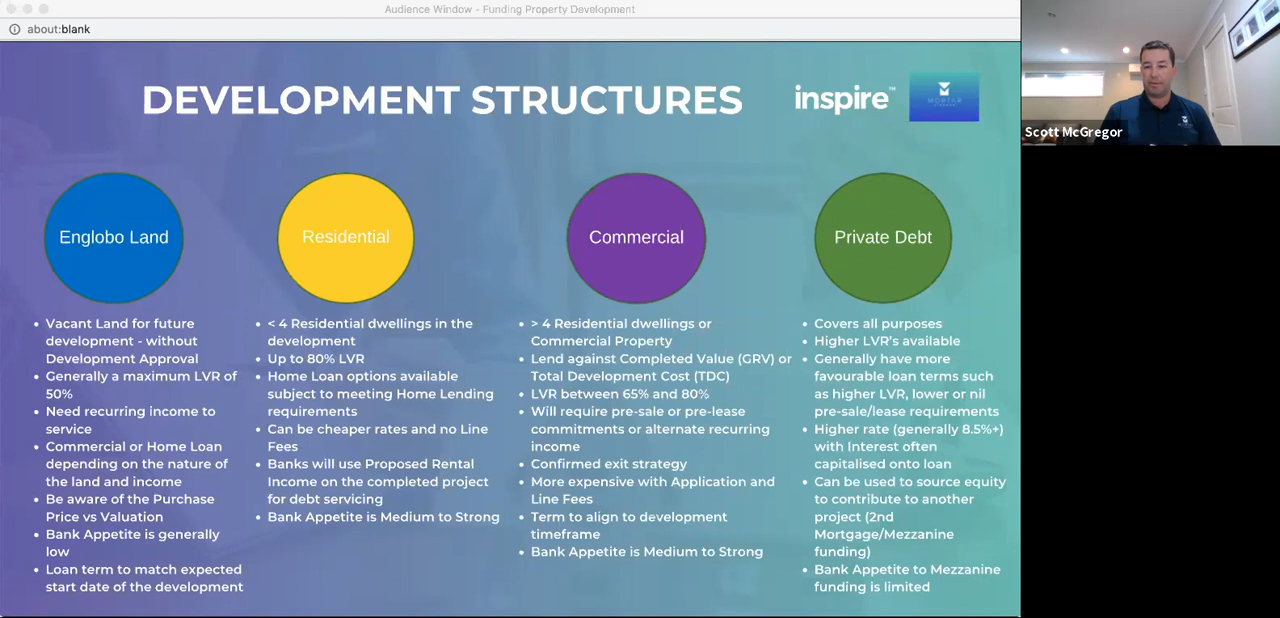 Audience Window - Funding Property Development
about:blank
DEVELOPMENT STRUCTURES
inspire™
MORTAR
Scott McGregor
Englobo Land
Residential
Commercial
Private Debt
• Vacant Land for future
development - without
Development Approval
• Generally a maximum LVR of
50%
• Need recurring income to
service
• Commercial or Home Loan
depending on the nature of
the land and income
• Be aware of the Purchase
Price vs Valuation
• Bank Appetite is generally
low
• Loan term to match expected
start date of the development
• < 4 Residential dwellings in the
development
• Up to 80% LVR
• Home Loan options available
subject to meeting Home Lending
requirements
• Can be cheaper rates and no Line
Fees
• Banks will use Proposed Rental
Income on the completed project
for debt servicing
• Bank Appetite is Medium to Strong
• > 4 Residential dwellings or
Commercial Property
• Lend against Completed Value (GRV) or
Total Development Cost (TDC)
• LVR between 65% and 80%
• Will require pre-sale or pre-lease
commitments or alternate recurring
income
• Confirmed exit strategy
• More expensive with Application and
Line Fees
• Term to align to development
timeframe
• Bank Appetite is Medium to Strong
• Covers all purposes
• Higher LVR's available
• Generally have more
favourable loan terms such
as higher LVR, lower or nil
pre-sale/lease requirements
• Higher rate (generally 8.5%+)
with Interest often
capitalised onto loan
• Can be used to source equity
to contribute to another
project (2nd
Mortgage/Mezzanine
funding)
• Bank Appetite to Mezzanine
funding is limited